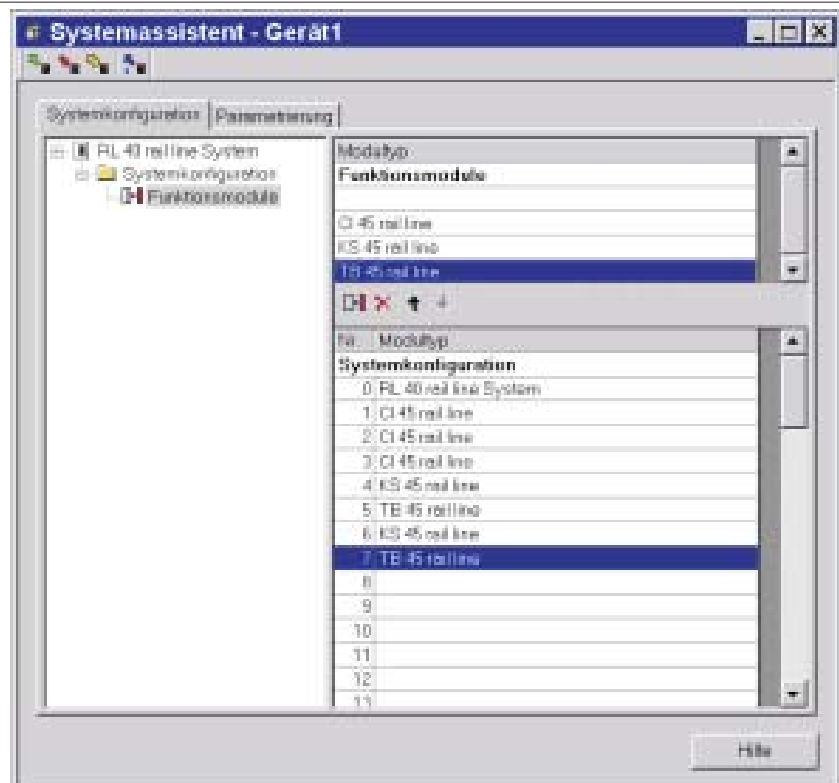 Systemassistent - Gerät1
Systemkonfiguration
Parametrierung
RL 40 rail line System
Systemkonfiguration
Funktionsmodule
Modultyp
Funktionsmodule
CI 45 rail line
KS 45 rail line
TB 45 rail line
Nr. Modultyp
Systemkonfiguration
0 RL 40 rail line System
1 CI 45 rail line
2 CI 45 rail line
3 CI 45 rail line
4 KS 45 rail line
5 TB 45 rail line
6 KS 45 rail line
7 TB 45 rail line
8
9
10
11
12
13
Hilfe